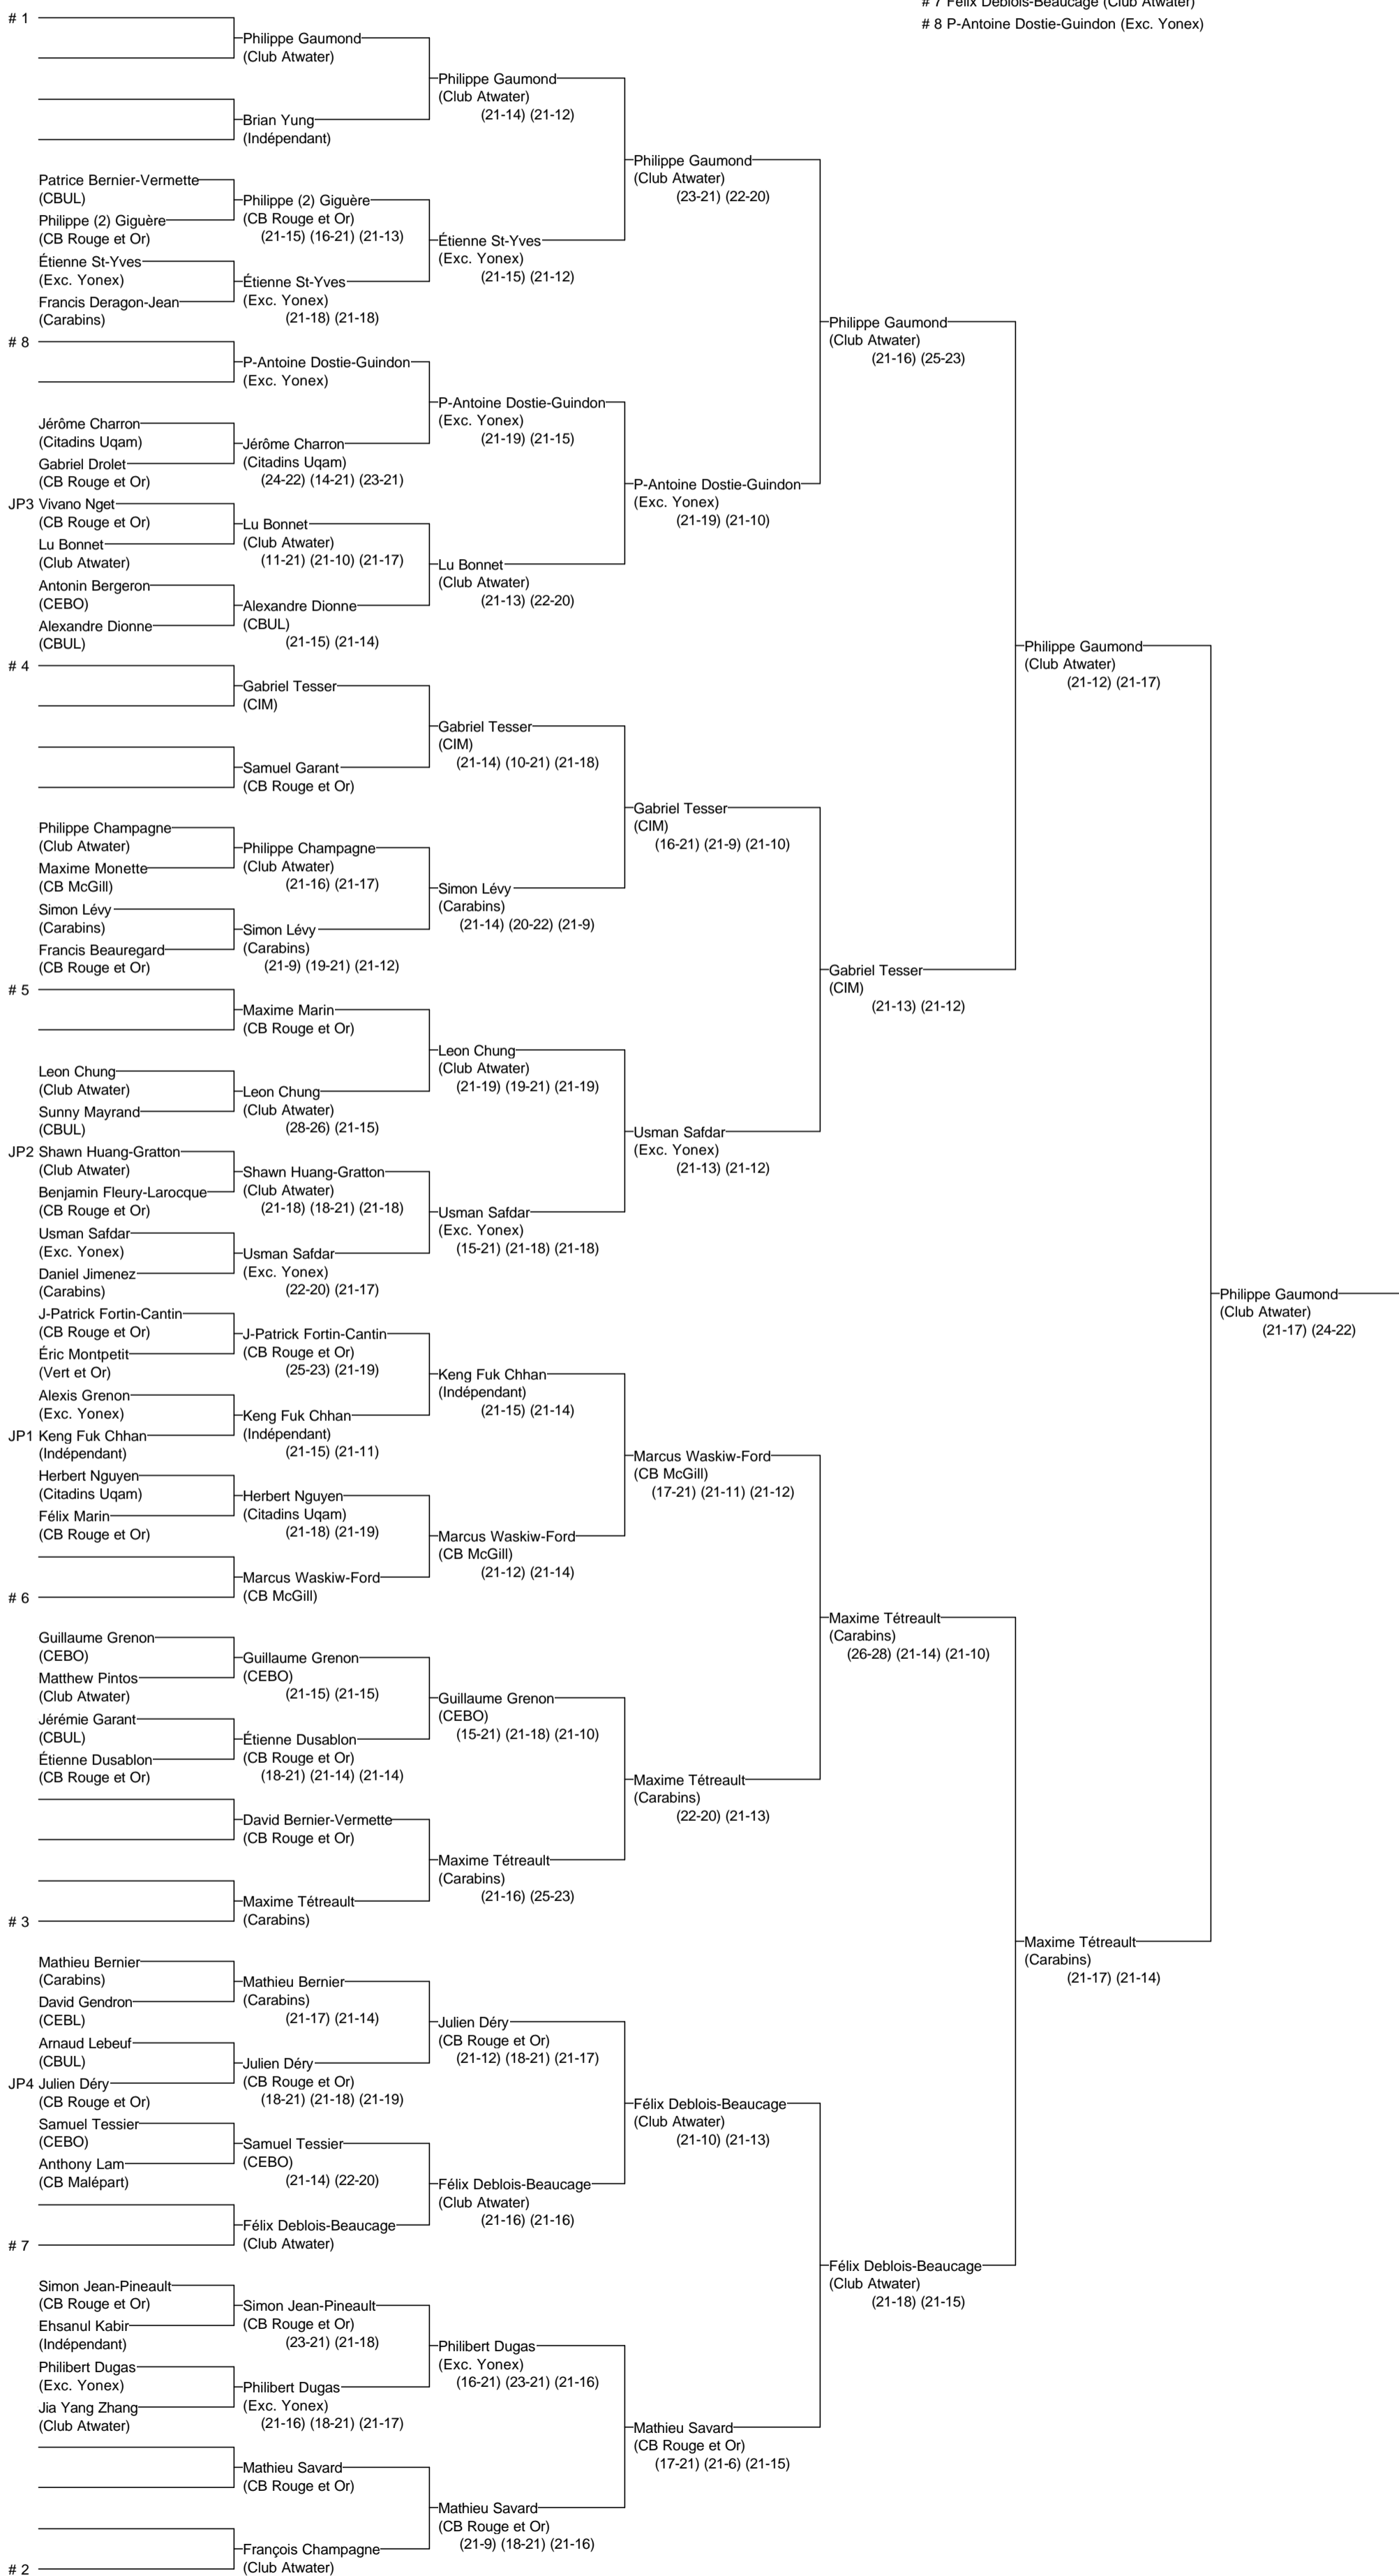 # 7 Félix Deblois-Beaucage (Club Atwater)
# 8 P-Antoine Dostie-Guindon (Exc. Yonex)
# 1
Philippe Gaumond
(Club Atwater)
Philippe Gaumond
(Club Atwater)
(21-14) (21-12)
Brian Yung
(Indépendant)
Philippe Gaumond
(Club Atwater)
(23-21) (22-20)
Patrice Bernier-Vermette
(CBUL)
Philippe (2) Giguère
(CB Rouge et Or)
(21-15) (16-21) (21-13)
Philippe (2) Giguère
(CB Rouge et Or)
Étienne St-Yves
(Exc. Yonex)
(21-15) (21-12)
Étienne St-Yves
(Exc. Yonex)
Étienne St-Yves
(Exc. Yonex)
(21-18) (21-18)
Francis Deragon-Jean
(Carabins)
Philippe Gaumond
(Club Atwater)
(21-16) (25-23)
# 8
P-Antoine Dostie-Guindon
(Exc. Yonex)
P-Antoine Dostie-Guindon
(Exc. Yonex)
(21-19) (21-15)
Jérôme Charron
(Citadins Uqam)
Jérôme Charron
(Citadins Uqam)
(24-22) (14-21) (23-21)
Gabriel Drolet
(CB Rouge et Or)
P-Antoine Dostie-Guindon
(Exc. Yonex)
(21-19) (21-10)
JP3 Vivano Nget
(CB Rouge et Or)
Lu Bonnet
(Club Atwater)
(11-21) (21-10) (21-17)
Lu Bonnet
(Club Atwater)
Lu Bonnet
(Club Atwater)
(21-13) (22-20)
Antonin Bergeron
(CEBO)
Alexandre Dionne
(CBUL)
(21-15) (21-14)
Alexandre Dionne
(CBUL)
Philippe Gaumond
(Club Atwater)
(21-12) (21-17)
# 4
Gabriel Tesser
(CIM)
Gabriel Tesser
(CIM)
(21-14) (10-21) (21-18)
Samuel Garant
(CB Rouge et Or)
Gabriel Tesser
(CIM)
(16-21) (21-9) (21-10)
Philippe Champagne
(Club Atwater)
Philippe Champagne
(Club Atwater)
(21-16) (21-17)
Maxime Monette
(CB McGill)
Simon Lévy
(Carabins)
(21-14) (20-22) (21-9)
Simon Lévy
(Carabins)
Simon Lévy
(Carabins)
(21-9) (19-21) (21-12)
Francis Beauregard
(CB Rouge et Or)
Gabriel Tesser
(CIM)
(21-13) (21-12)
# 5
Maxime Marin
(CB Rouge et Or)
Leon Chung
(Club Atwater)
(21-19) (19-21) (21-19)
Leon Chung
(Club Atwater)
Leon Chung
(Club Atwater)
(28-26) (21-15)
Sunny Mayrand
(CBUL)
Usman Safdar
(Exc. Yonex)
(21-13) (21-12)
JP2 Shawn Huang-Gratton
(Club Atwater)
Shawn Huang-Gratton
(Club Atwater)
(21-18) (18-21) (21-18)
Benjamin Fleury-Larocque
(CB Rouge et Or)
Usman Safdar
(Exc. Yonex)
(15-21) (21-18) (21-18)
Usman Safdar
(Exc. Yonex)
Usman Safdar
(Exc. Yonex)
(22-20) (21-17)
Daniel Jimenez
(Carabins)
Philippe Gaumond
(Club Atwater)
(21-17) (24-22)
J-Patrick Fortin-Cantin
(CB Rouge et Or)
J-Patrick Fortin-Cantin
(CB Rouge et Or)
(25-23) (21-19)
Éric Montpetit
(Vert et Or)
Keng Fuk Chhan
(Indépendant)
(21-15) (21-14)
Alexis Grenon
(Exc. Yonex)
Keng Fuk Chhan
(Indépendant)
(21-15) (21-11)
JP1 Keng Fuk Chhan
(Indépendant)
Marcus Waskiw-Ford
(CB McGill)
(17-21) (21-11) (21-12)
Herbert Nguyen
(Citadins Uqam)
Herbert Nguyen
(Citadins Uqam)
(21-18) (21-19)
Félix Marin
(CB Rouge et Or)
Marcus Waskiw-Ford
(CB McGill)
(21-12) (21-14)
Marcus Waskiw-Ford
(CB McGill)
# 6
Maxime Tétreault
(Carabins)
(26-28) (21-14) (21-10)
Guillaume Grenon
(CEBO)
Guillaume Grenon
(CEBO)
(21-15) (21-15)
Matthew Pintos
(Club Atwater)
Guillaume Grenon
(CEBO)
(15-21) (21-18) (21-10)
Jérémie Garant
(CBUL)
Étienne Dusablon
(CB Rouge et Or)
(18-21) (21-14) (21-14)
Étienne Dusablon
(CB Rouge et Or)
Maxime Tétreault
(Carabins)
(22-20) (21-13)
David Bernier-Vermette
(CB Rouge et Or)
Maxime Tétreault
(Carabins)
(21-16) (25-23)
Maxime Tétreault
(Carabins)
# 3
Maxime Tétreault
(Carabins)
(21-17) (21-14)
Mathieu Bernier
(Carabins)
Mathieu Bernier
(Carabins)
(21-17) (21-14)
David Gendron
(CEBL)
Julien Déry
(CB Rouge et Or)
(21-12) (18-21) (21-17)
Arnaud Lebeuf
(CBUL)
Julien Déry
(CB Rouge et Or)
(18-21) (21-18) (21-19)
JP4 Julien Déry
(CB Rouge et Or)
Félix Deblois-Beaucage
(Club Atwater)
(21-10) (21-13)
Samuel Tessier
(CEBO)
Samuel Tessier
(CEBO)
(21-14) (22-20)
Anthony Lam
(CB Malépart)
Félix Deblois-Beaucage
(Club Atwater)
(21-16) (21-16)
Félix Deblois-Beaucage
(Club Atwater)
# 7
Félix Deblois-Beaucage
(Club Atwater)
(21-18) (21-15)
Simon Jean-Pineault
(CB Rouge et Or)
Simon Jean-Pineault
(CB Rouge et Or)
(23-21) (21-18)
Ehsanul Kabir
(Indépendant)
Philibert Dugas
(Exc. Yonex)
(16-21) (23-21) (21-16)
Philibert Dugas
(Exc. Yonex)
Philibert Dugas
(Exc. Yonex)
(21-16) (18-21) (21-17)
Jia Yang Zhang
(Club Atwater)
Mathieu Savard
(CB Rouge et Or)
(17-21) (21-6) (21-15)
Mathieu Savard
(CB Rouge et Or)
Mathieu Savard
(CB Rouge et Or)
(21-9) (18-21) (21-16)
François Champagne
(Club Atwater)
# 2